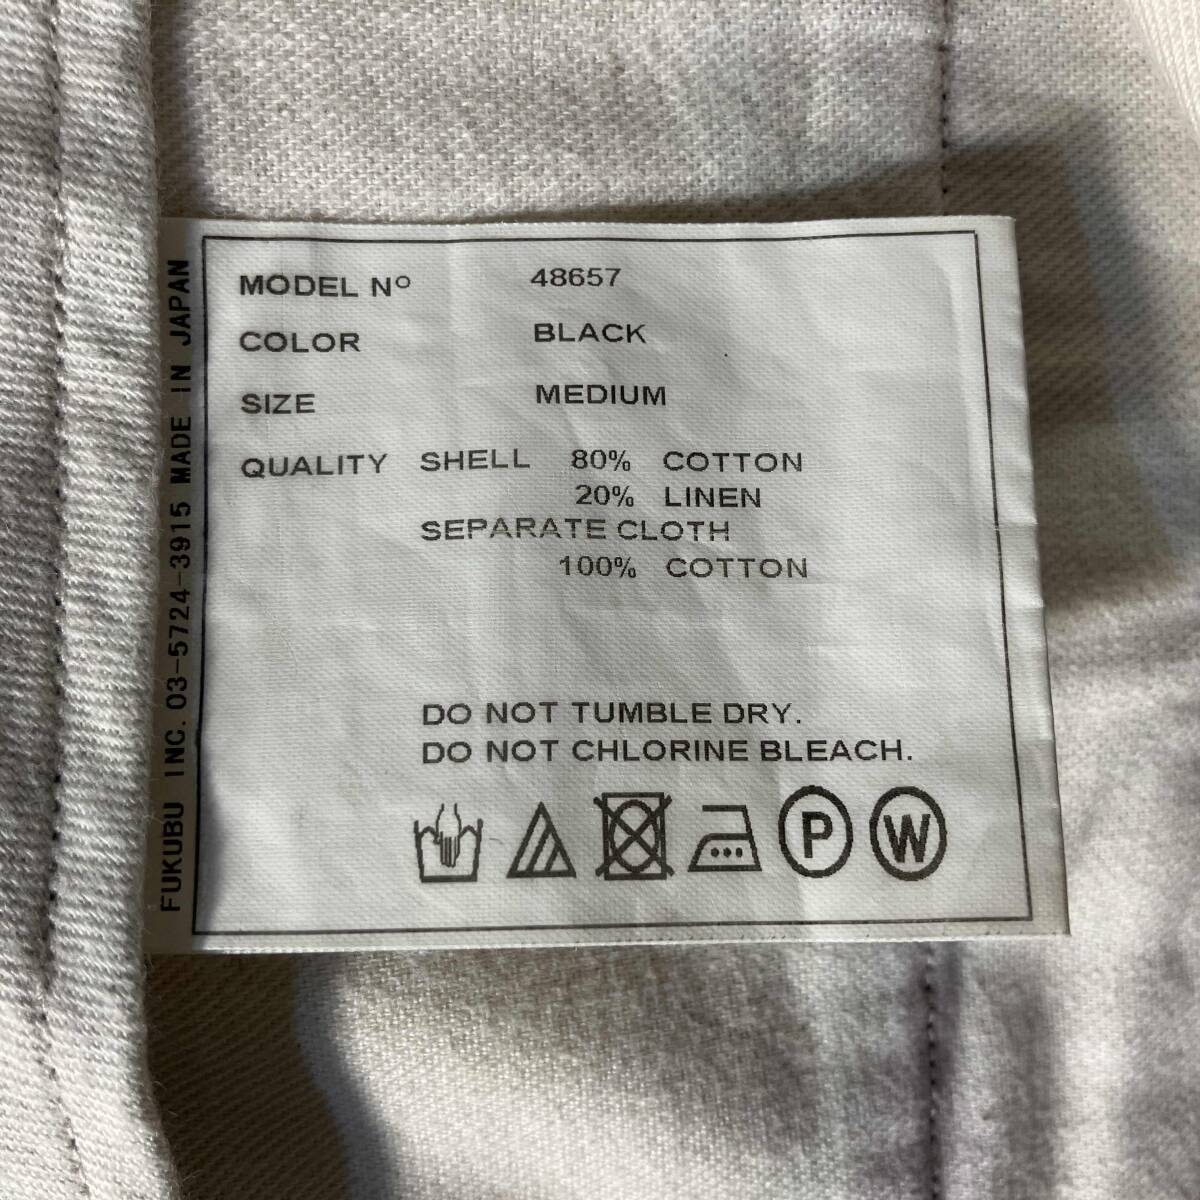 MODEL Nº 48657
COLOR BLACK
SIZE MEDIUM
QUALITY SHELL 80% COTTON
20% LINEN
SEPARATE CLOTH
100% COTTON
DO NOT TUMBLE DRY.
DO NOT CHLORINE BLEACH.
P W
FUKUBU INC. 03-5724-3915 MADE IN JAPAN